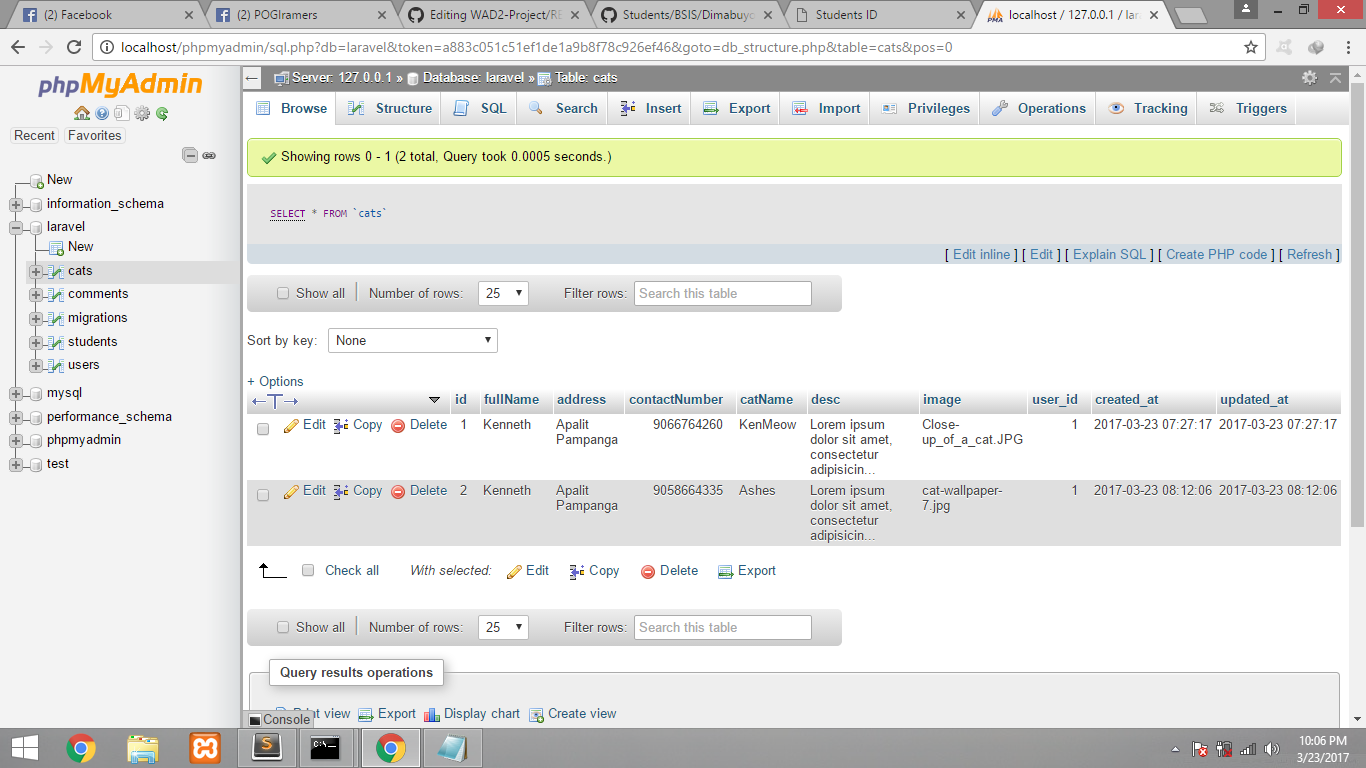 (2) Facebook
(2) POGIramers
Editing WAD2-Project/RE
Students/BSIS/Dimabuyc
Students ID
localhost / 127.0.0.1 / lar
localhost/phpmyadmin/sql.php?db=laravel&token=a883c051c51ef1de1a9b8f78c926ef46&goto=db_structure.php&table=cats&pos=0
phpMyAdmin
Recent Favorites
New
information_schema
laravel
New
cats
comments
migrations
students
users
mysql
performance_schema
phpmyadmin
test
Server: 127.0.0.1 » Database: laravel » Table: cats
Browse Structure SQL Search Insert Export Import Privileges Operations Tracking Triggers
Showing rows 0 - 1 (2 total, Query took 0.0005 seconds.)
SELECT * FROM `cats`
[ Edit inline ] [ Edit ] [ Explain SQL ] [ Create PHP code ] [ Refresh ]
Show all Number of rows: 25 Filter rows: Search this table
Sort by key: None
+ Options
id fullName address contactNumber catName desc image user_id created_at updated_at
Edit Copy Delete 1 Kenneth Apalit 9066764260 KenMeow Lorem ipsum Close- 1 2017-03-23 07:27:17 2017-03-23 07:27:17
Pampanga dolor sit amet, up_of_a_cat.JPG
consectetur
adipisicin...
Edit Copy Delete 2 Kenneth Apalit 9058664335 Ashes Lorem ipsum cat-wallpaper- 1 2017-03-23 08:12:06 2017-03-23 08:12:06
Pampanga dolor sit amet, 7.jpg
consectetur
adipisicin...
Check all With selected: Edit Copy Delete Export
Show all Number of rows: 25 Filter rows: Search this table
Query results operations
Print view Export Display chart Create view
Console
10:06 PM
3/23/2017